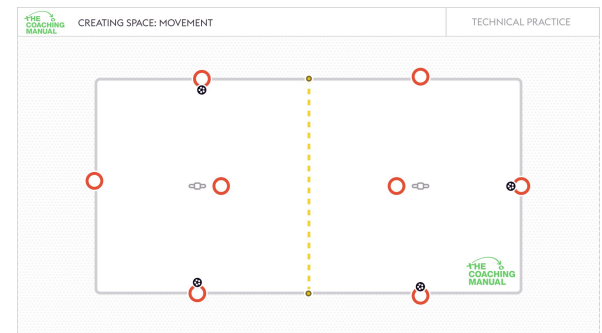 THE
COACHING
MANUAL
CREATING SPACE: MOVEMENT
TECHNICAL PRACTICE
THE
COACHING
MANUAL